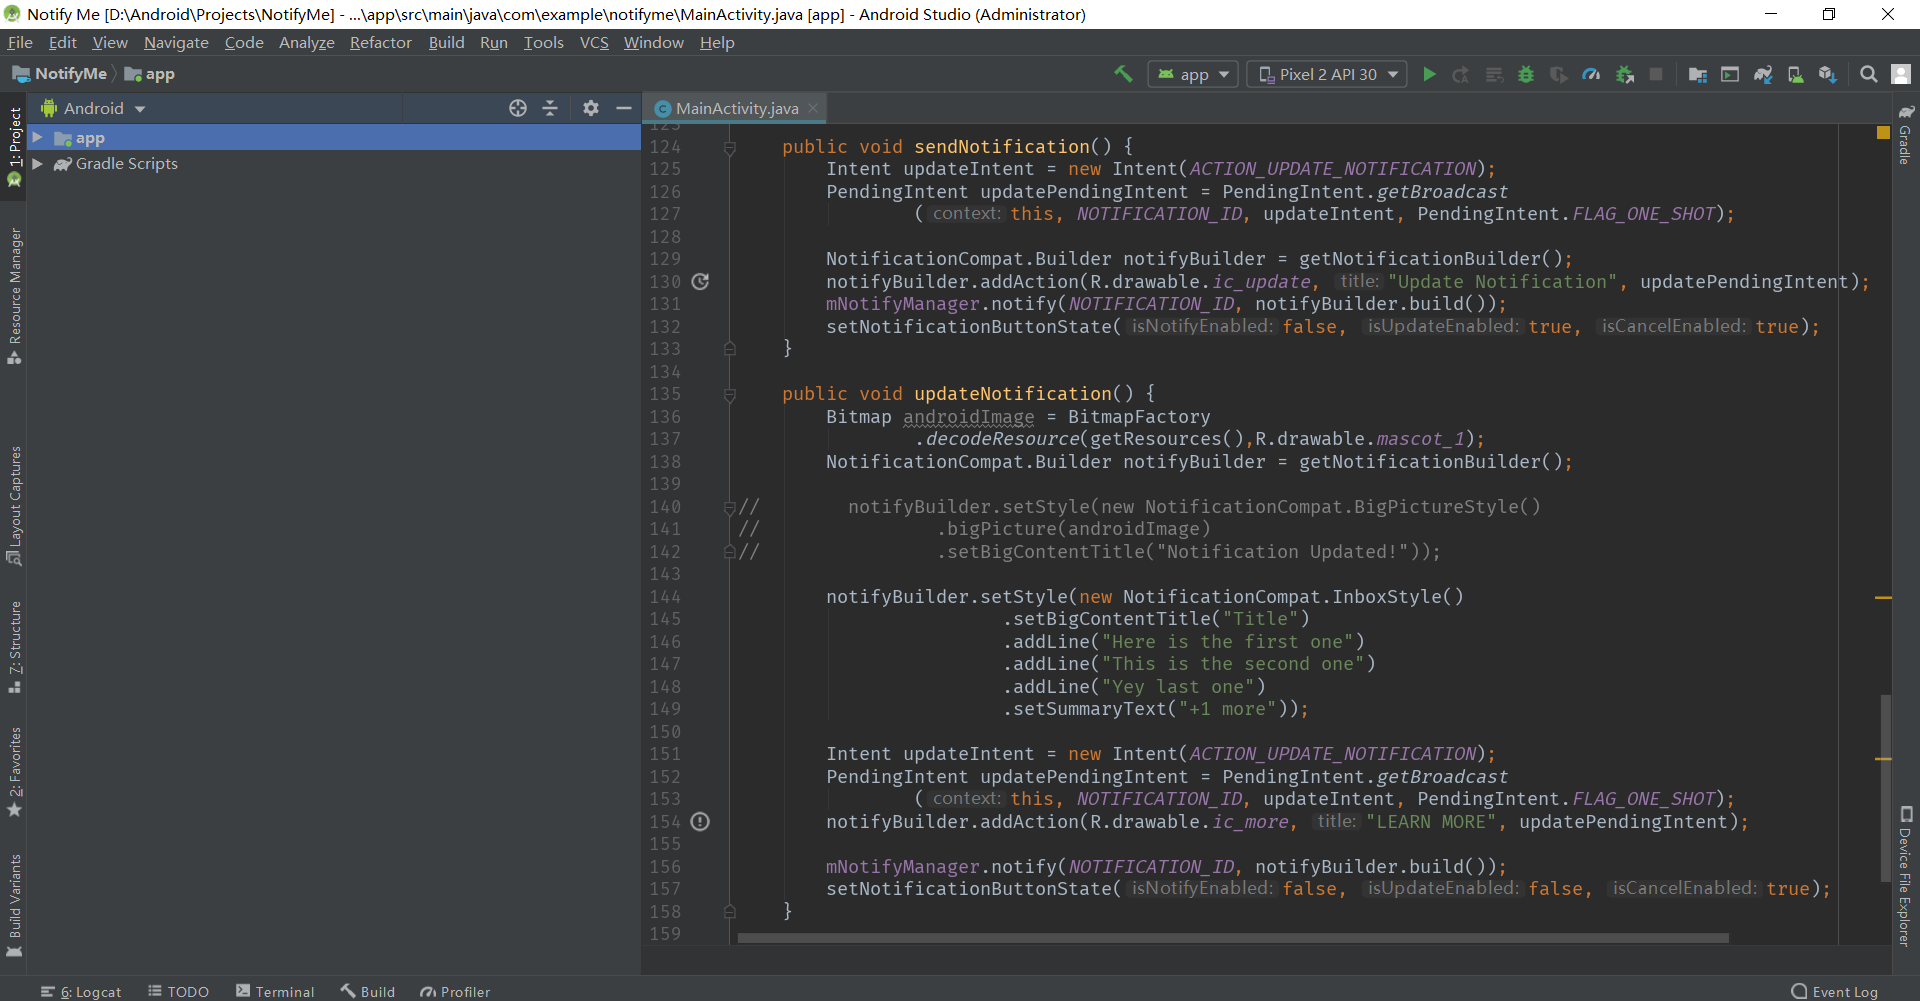 Notify Me [D:\Android\Projects\NotifyMe] - ...\app\src\main\java\com\example\notifyme\MainActivity.java [app] - Android Studio (Administrator)
File Edit View Navigate Code Analyze Refactor Build Run Tools VCS Window Help
NotifyMe app
app Pixel 2 API 30
Android
MainActivity.java
app
Gradle Scripts
1: Project
Resource Manager
Layout Captures
7: Structure
2: Favorites
Build Variants
123
124 public void sendNotification() {
125 Intent updateIntent = new Intent(ACTION_UPDATE_NOTIFICATION);
126 PendingIntent updatePendingIntent = PendingIntent.getBroadcast
127 ( context: this, NOTIFICATION_ID, updateIntent, PendingIntent.FLAG_ONE_SHOT);
128
129 NotificationCompat.Builder notifyBuilder = getNotificationBuilder();
130 notifyBuilder.addAction(R.drawable.ic_update, title: "Update Notification", updatePendingIntent);
131 mNotifyManager.notify(NOTIFICATION_ID, notifyBuilder.build());
132 setNotificationButtonState( isNotifyEnabled: false, isUpdateEnabled: true, isCancelEnabled: true);
133 }
134
135 public void updateNotification() {
136 Bitmap androidImage = BitmapFactory
137 .decodeResource(getResources(),R.drawable.mascot_1);
138 NotificationCompat.Builder notifyBuilder = getNotificationBuilder();
139
140 // notifyBuilder.setStyle(new NotificationCompat.BigPictureStyle()
141 // .bigPicture(androidImage)
142 // .setBigContentTitle("Notification Updated!"));
143
144 notifyBuilder.setStyle(new NotificationCompat.InboxStyle()
145 .setBigContentTitle("Title")
146 .addLine("Here is the first one")
147 .addLine("This is the second one")
148 .addLine("Yey last one")
149 .setSummaryText("+1 more"));
150
151 Intent updateIntent = new Intent(ACTION_UPDATE_NOTIFICATION);
152 PendingIntent updatePendingIntent = PendingIntent.getBroadcast
153 ( context: this, NOTIFICATION_ID, updateIntent, PendingIntent.FLAG_ONE_SHOT);
154 notifyBuilder.addAction(R.drawable.ic_more, title: "LEARN MORE", updatePendingIntent);
155
156 mNotifyManager.notify(NOTIFICATION_ID, notifyBuilder.build());
157 setNotificationButtonState( isNotifyEnabled: false, isUpdateEnabled: false, isCancelEnabled: true);
158 }
159
Gradle
Device File Explorer
6: Logcat TODO Terminal Build Profiler Event Log